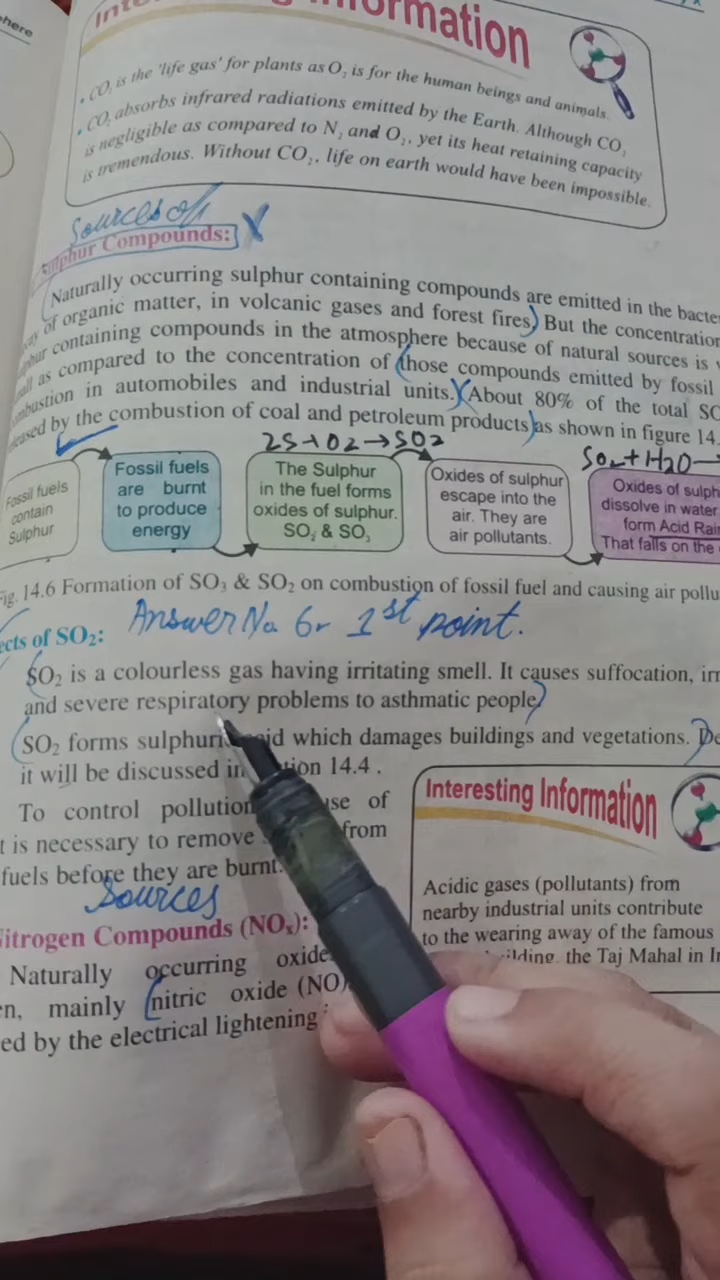 here
Information
• CO₂ is the 'life gas' for plants as O₂ is for the human beings and animals.
• CO₂ absorbs infrared radiations emitted by the Earth. Although CO₂
is negligible as compared to N₂ and O₂, yet its heat retaining capacity
is tremendous. Without CO₂, life on earth would have been impossible.
Sources of
Sulphur Compounds:
Naturally occurring sulphur containing compounds are emitted in the
of organic matter, in volcanic gases and forest fires. But the concentration
containing compounds in the atmosphere because of natural sources is
as compared to the concentration of those compounds emitted by fossil
in automobiles and industrial units. About 80% of the total
by the combustion of coal and petroleum products as shown in figure 14.
2S+O2→SO2
SO2+H2O→
Fossil fuels
contain
Sulphur
Fossil fuels
are burnt
to produce
energy
The Sulphur
in the fuel forms
oxides of sulphur.
SO₂ & SO₃
Oxides of sulphur
escape into the
air. They are
air pollutants.
Oxides of
dissolve in water
form Acid
That falls on the
Fig. 14.6 Formation of SO₃ & SO₂ on combustion of fossil fuel and causing air
of SO₂:
Answer No. 6r 1st point.
SO₂ is a colourless gas having irritating smell. It causes suffocation,
and severe respiratory problems to asthmatic people
SO₂ forms which damages buildings and vegetations.
it will be discussed in 14.4 .
To control pollution of
it is necessary to remove from
fuels before they are burnt.
Interesting Information
Acidic gases (pollutants) from
nearby industrial units contribute
to the wearing away of the famous
the Taj Mahal in
Sources
Nitrogen Compounds (NOₓ):
Naturally occurring
mainly nitric oxide (NO)
by the electrical lightening